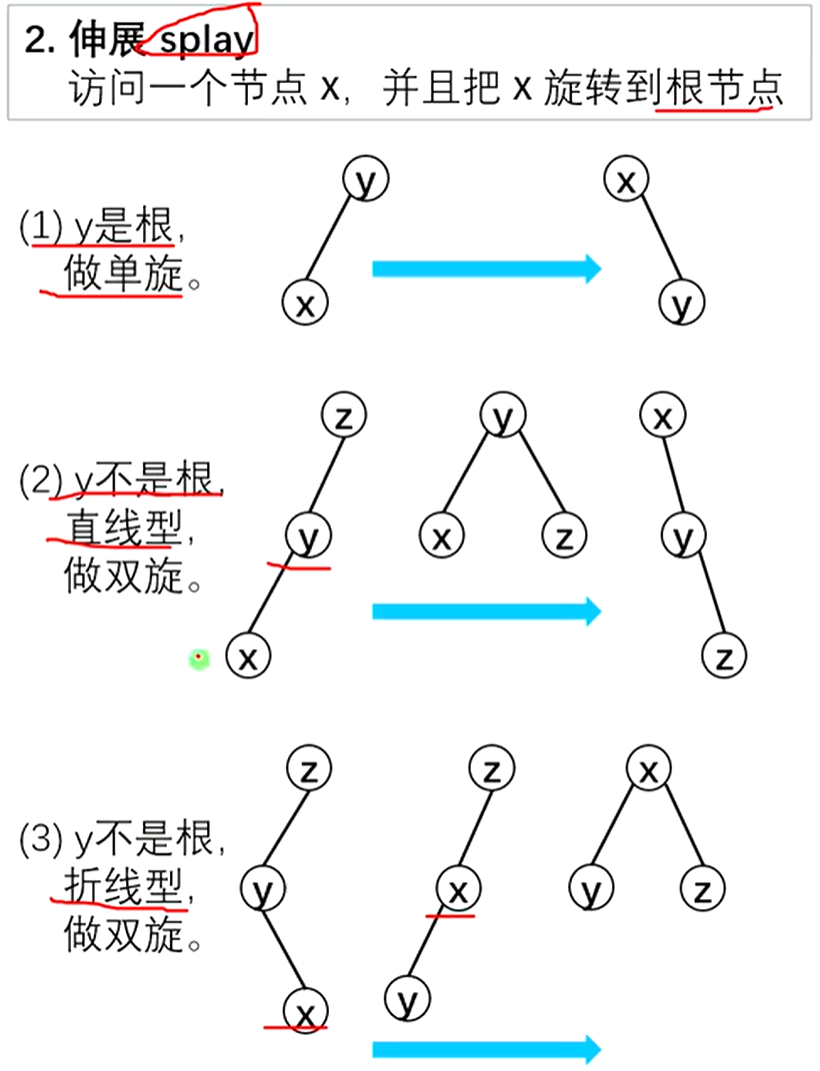 2. 伸展 splay
访问一个节点 x, 并且把 x 旋转到根节点
y
x
(1) y是根,
做单旋。
x
y
z
y
x
(2) y不是根,
直线型,
做双旋。
y
x
z
x
y
z
z
z
x
(3) y不是根,
折线型,
做双旋。
y
x
y
z
x
y